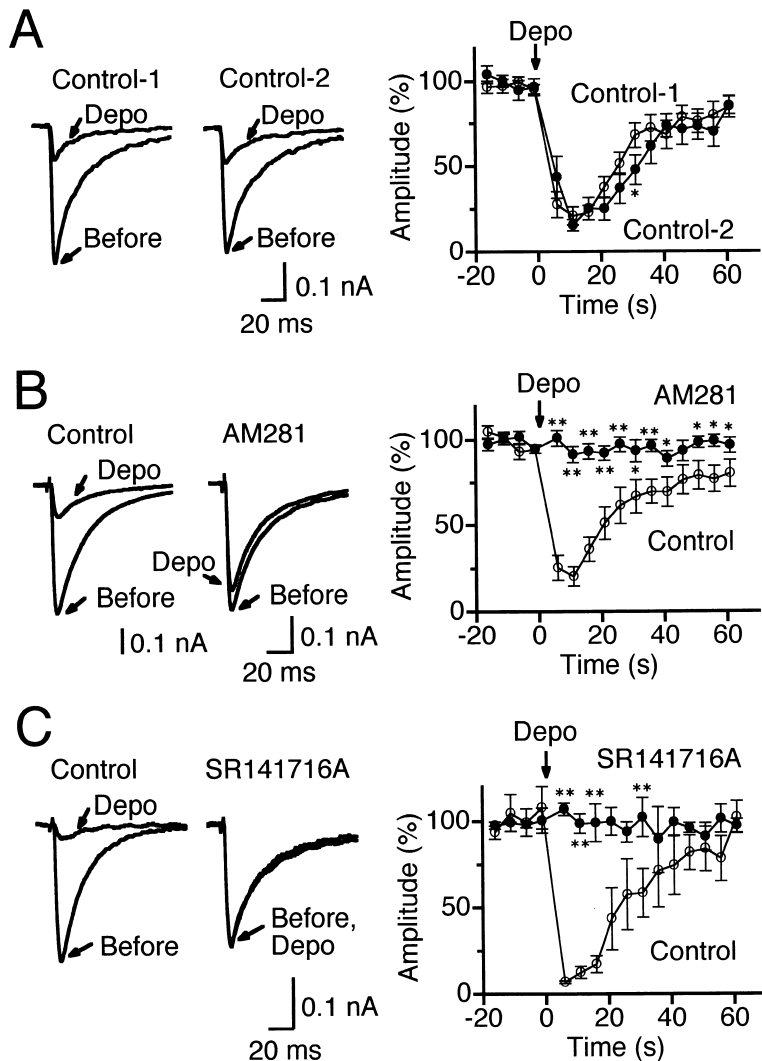 A
Control-1
Control-2
Depo
Depo
Before
Before
0.1 nA
20 ms
Depo
Amplitude (%)
100
50
0
Control-1
*
Control-2
-20
0
20
40
60
Time (s)
B
Control
AM281
Depo
Depo
Before
Before
0.1 nA
0.1 nA
20 ms
Depo
AM281
Amplitude (%)
100
50
0
** ** ** ** * * *
** ** * *
Control
-20
0
20
40
60
Time (s)
C
Control
SR141716A
Depo
Before
Before,
Depo
0.1 nA
20 ms
Depo
SR141716A
Amplitude (%)
100
50
0
** ** **
**
Control
-20
0
20
40
60
Time (s)